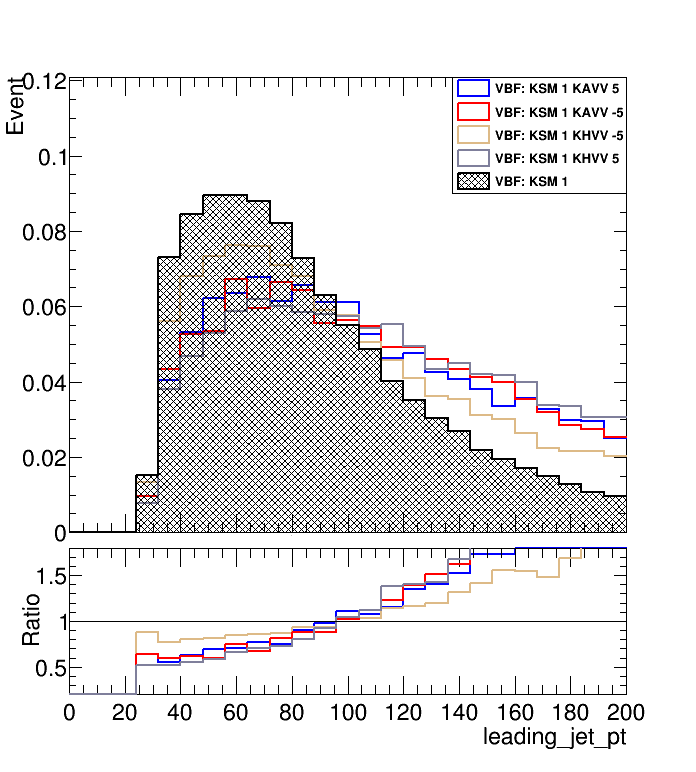 Event
0.12
0.1
0.08
0.06
0.04
0.02
0
VBF: KSM 1 KAVV 5
VBF: KSM 1 KAVV -5
VBF: KSM 1 KHVV -5
VBF: KSM 1 KHVV 5
VBF: KSM 1
Ratio
1.5
1
0.5
0 20 40 60 80 100 120 140 160 180 200
leading_jet_pt